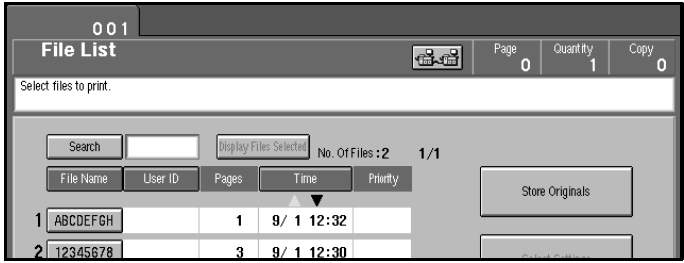 001
File List Page Quantity Copy
0 1 0
Select files to print.
Search Display Files Selected No. Of Files :2 1/1
File Name User ID Pages Time Priority
Store Originals
1 ABCDEFGH 1 9/ 1 12:32
2 12345678 3 9/ 1 12:30